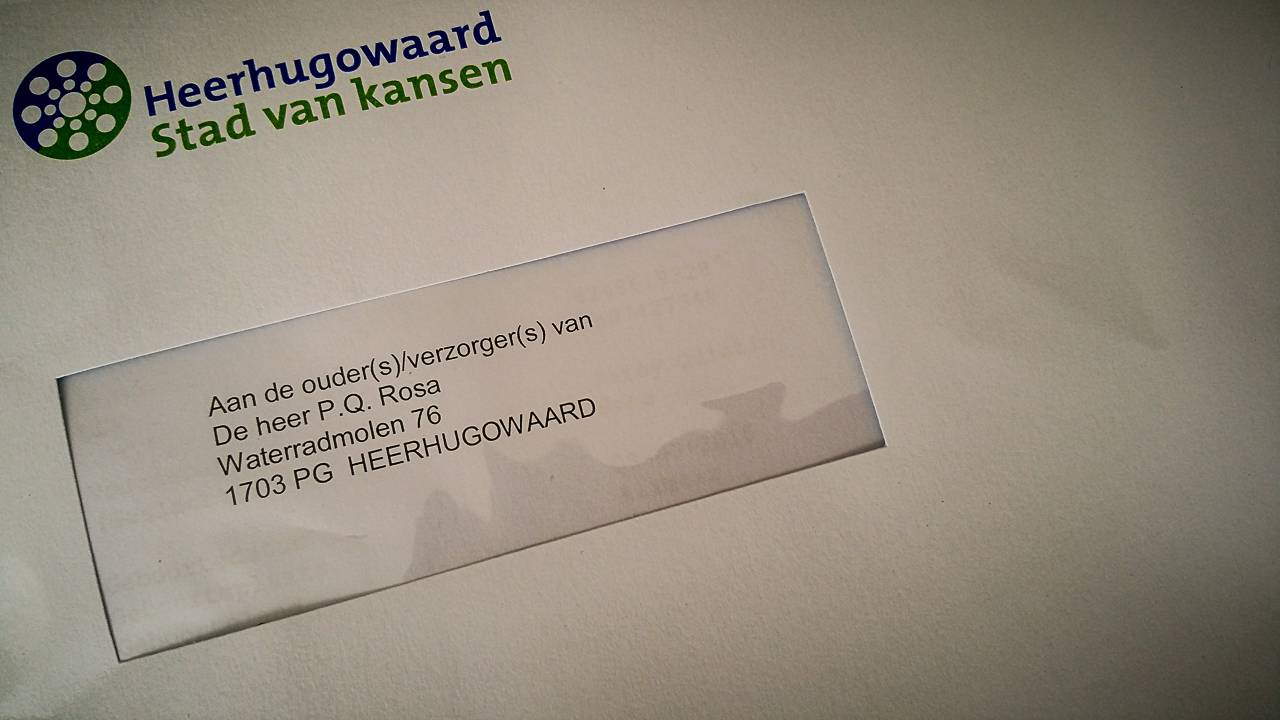 Heerhugowaard
Stad van kansen
Aan de ouder(s)/verzorger(s) van
De heer P.Q. Rosa
Waterradmolen 76
1703 PG  HEERHUGOWAARD